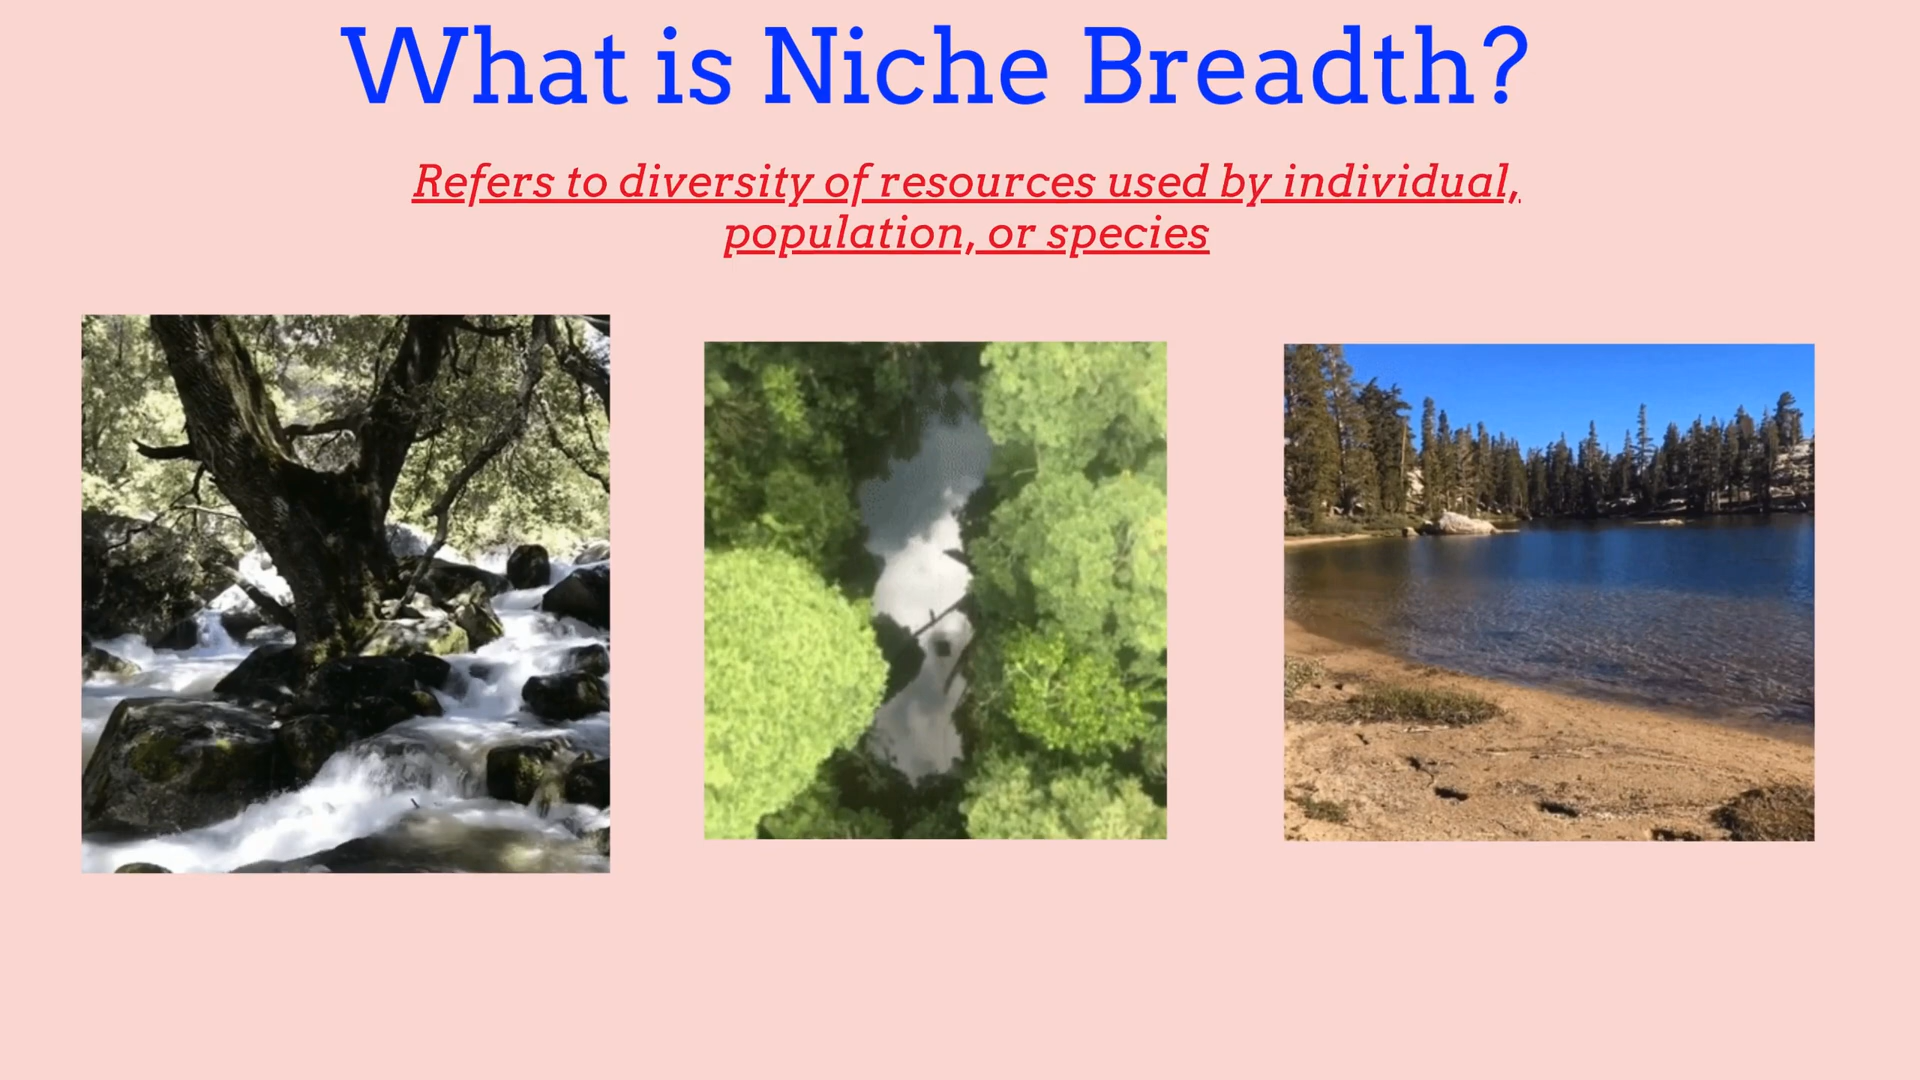 What is Niche Breadth?
Refers to diversity of resources used by individual,
population, or species